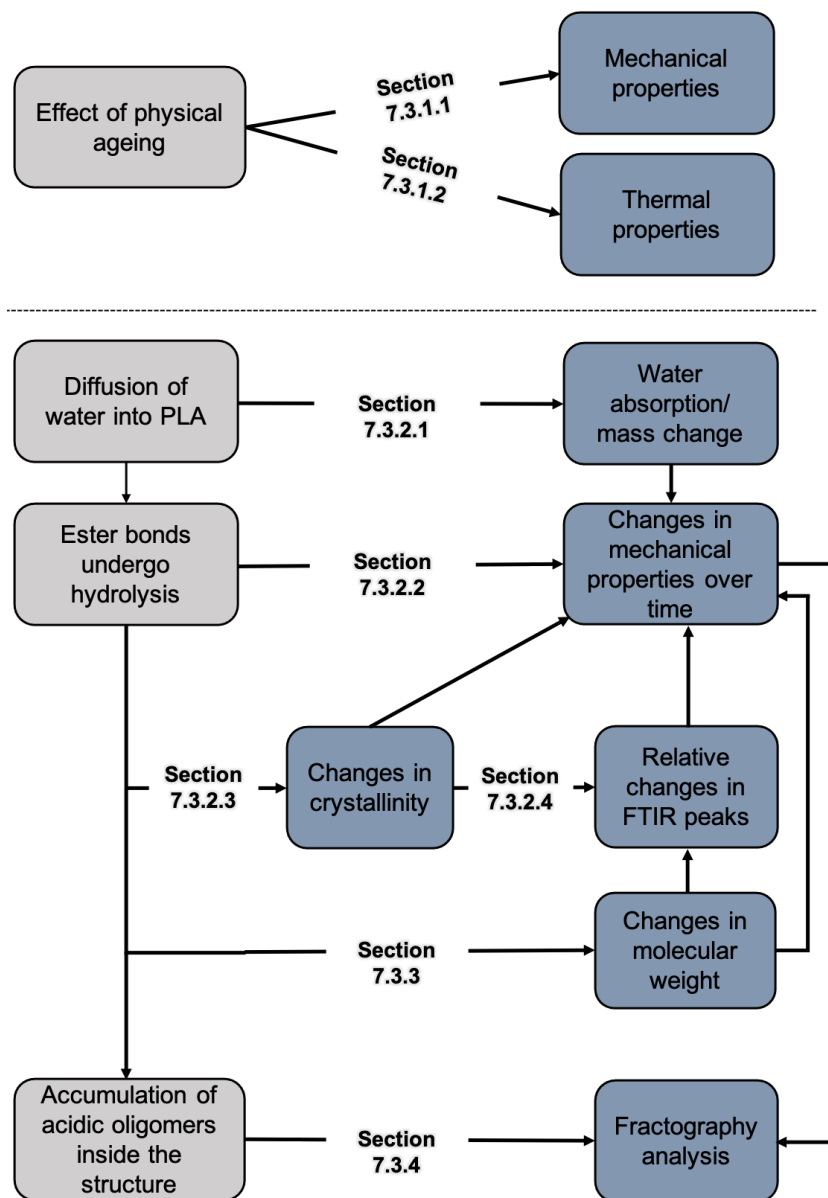 Effect of physical
ageing
Section
7.3.1.1
Mechanical
properties
Section
7.3.1.2
Thermal
properties
Diffusion of
water into PLA
Section
7.3.2.1
Water
absorption/
mass change
Ester bonds
undergo
hydrolysis
Section
7.3.2.2
Changes in
mechanical
properties over
time
Section
7.3.2.3
Changes in
crystallinity
Section
7.3.2.4
Relative
changes in
FTIR peaks
Section
7.3.3
Changes in
molecular
weight
Accumulation of
acidic oligomers
inside the
structure
Section
7.3.4
Fractography
analysis